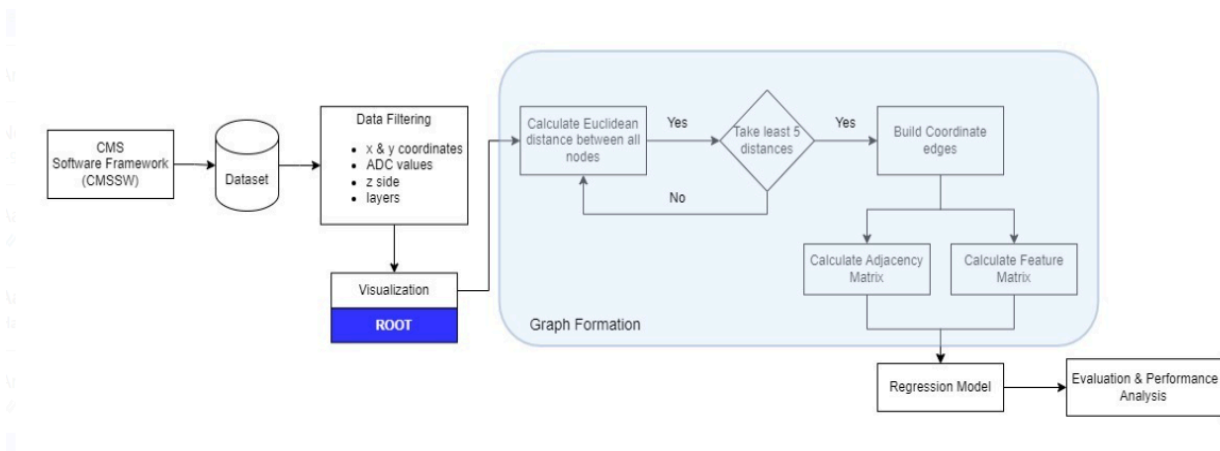 CMS
Software Framework
(CMSSW)
Dataset
Data Filtering
• x & y coordinates
• ADC values
• z side
• layers
Visualization
ROOT
Calculate Euclidean
distance between all
nodes
Yes
Take least 5
distances
Yes
No
Build Coordinate
edges
Calculate Adjacency
Matrix
Calculate Feature
Matrix
Graph Formation
Regression Model
Evaluation & Performance
Analysis